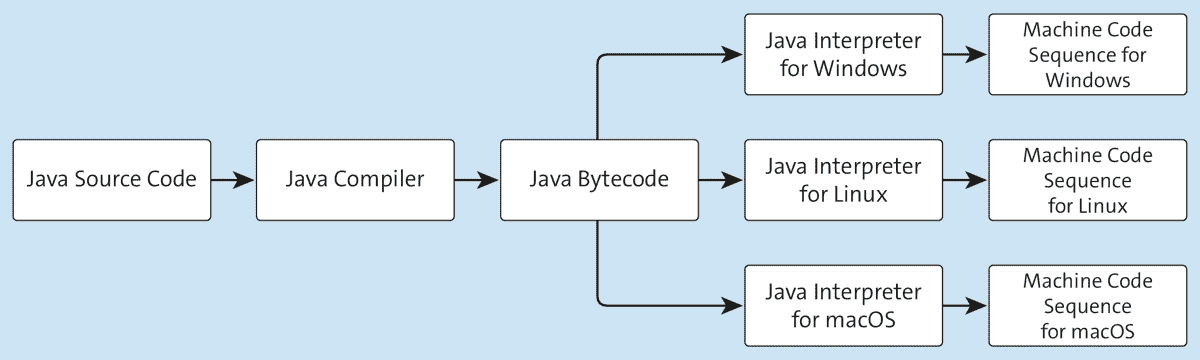 Java Source Code
Java Compiler
Java Bytecode
Java Interpreter
for Windows
Machine Code
Sequence for
Windows
Java Interpreter
for Linux
Machine Code
Sequence
for Linux
Java Interpreter
for macOS
Machine Code
Sequence
for macOS